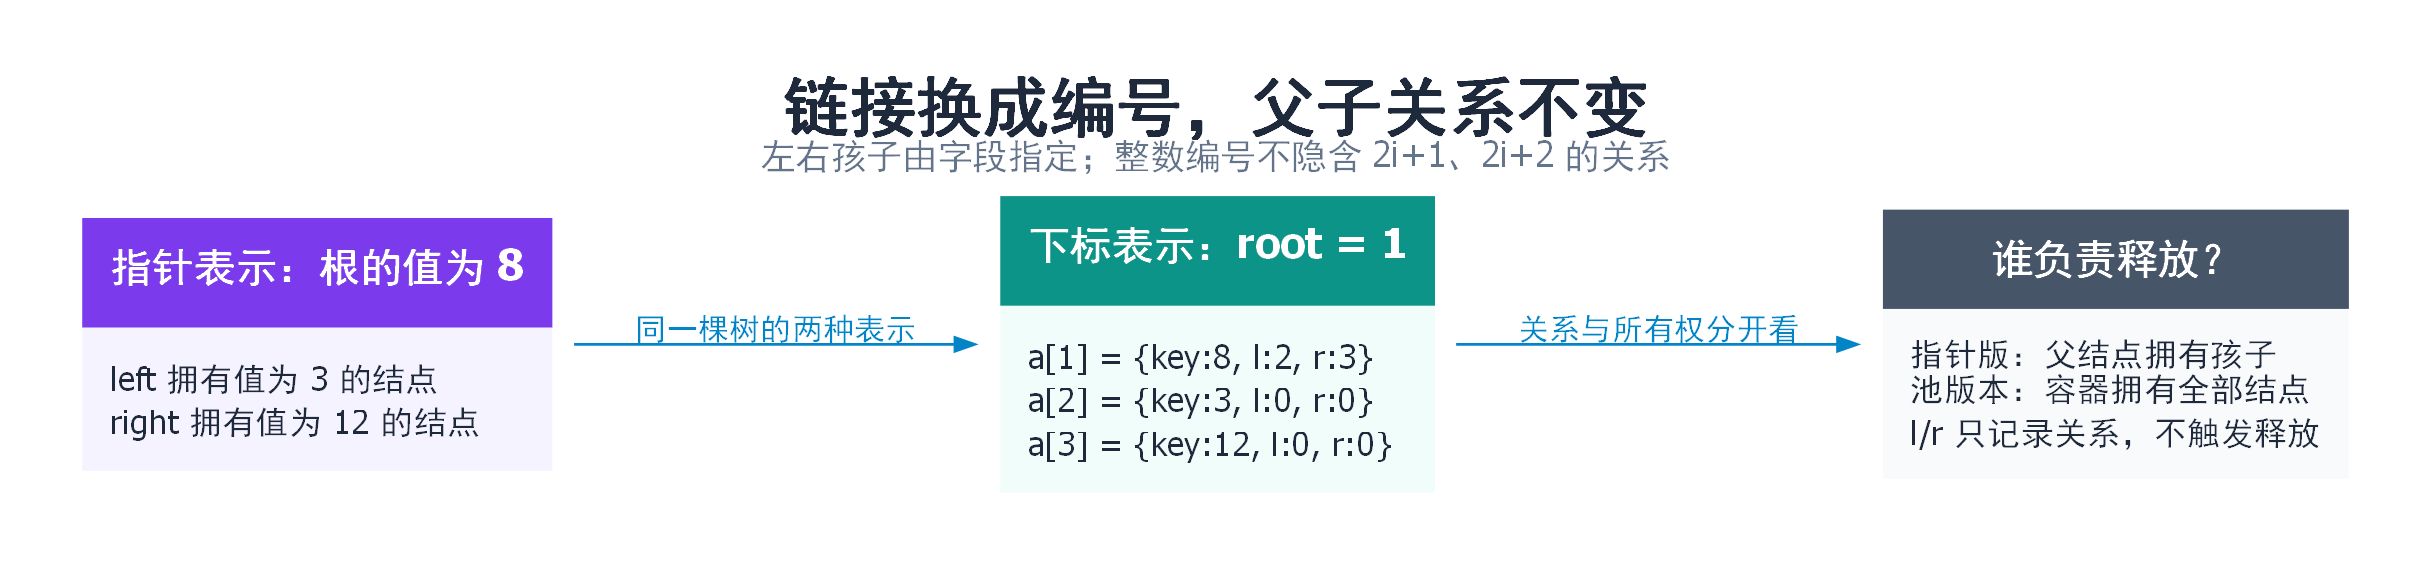 链接换成编号，父子关系不变
左右孩子由字段指定；整数编号不隐含 2i+1、2i+2 的关系
指针表示：根的值为 8
left 拥有值为 3 的结点
right 拥有值为 12 的结点
同一棵树的两种表示
下标表示：root = 1
a[1] = {key:8, l:2, r:3}
a[2] = {key:3, l:0, r:0}
a[3] = {key:12, l:0, r:0}
关系与所有权分开看
谁负责释放？
指针版：父结点拥有孩子
池版本：容器拥有全部结点
l/r 只记录关系，不触发释放